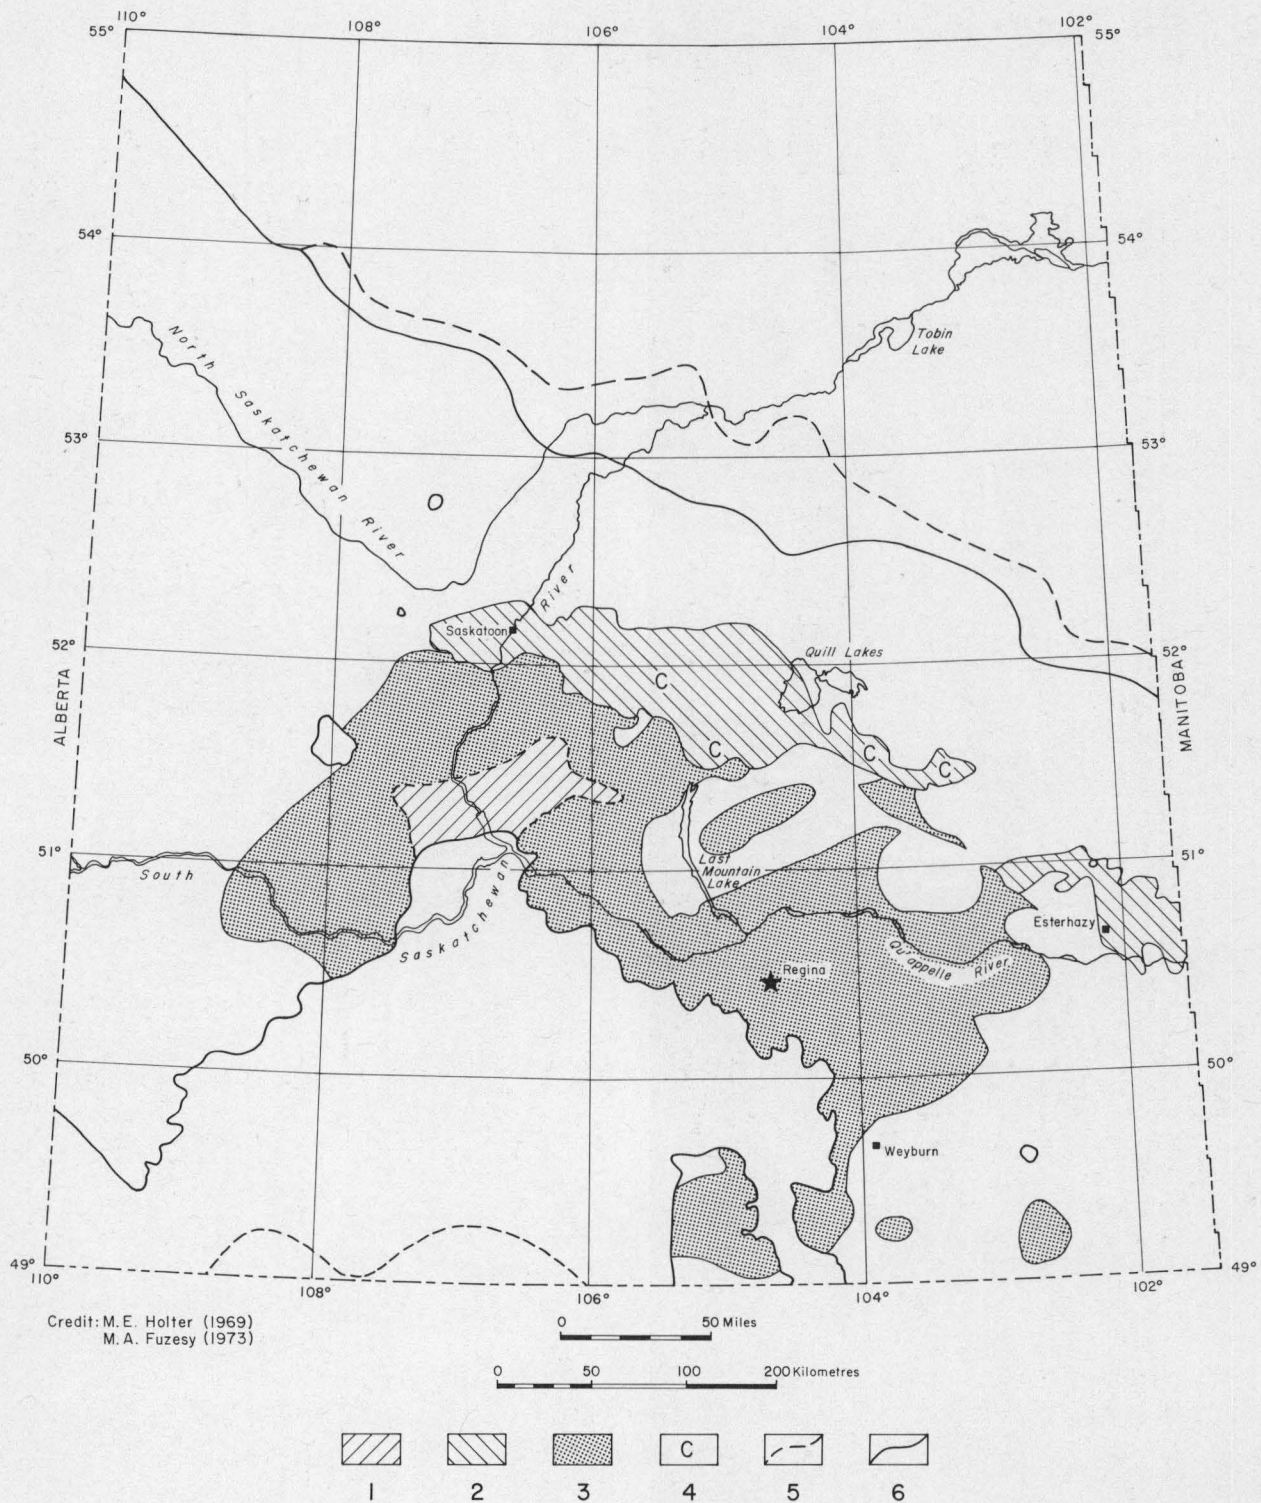 110° 108° 106° 104° 102°
55° 55°
54° 54°
Tobin
Lake
North Saskatchewan River
53° 53°
River
Saskatoon
Quill Lakes
52° 52°
ALBERTA
MANITOBA
C
C
C
C
51° 51°
South
Saskatchewan
Last
Mountain
Lake
Esterhazy
Qu'appelle River
Regina
50° 50°
Weyburn
49° 49°
110° 108° 106° 104° 102°
Credit: M.E. Holter (1969)
M.A. Fuzesy (1973)
0 50 Miles
0 50 100 200 Kilometres
C
1 2 3 4 5 6